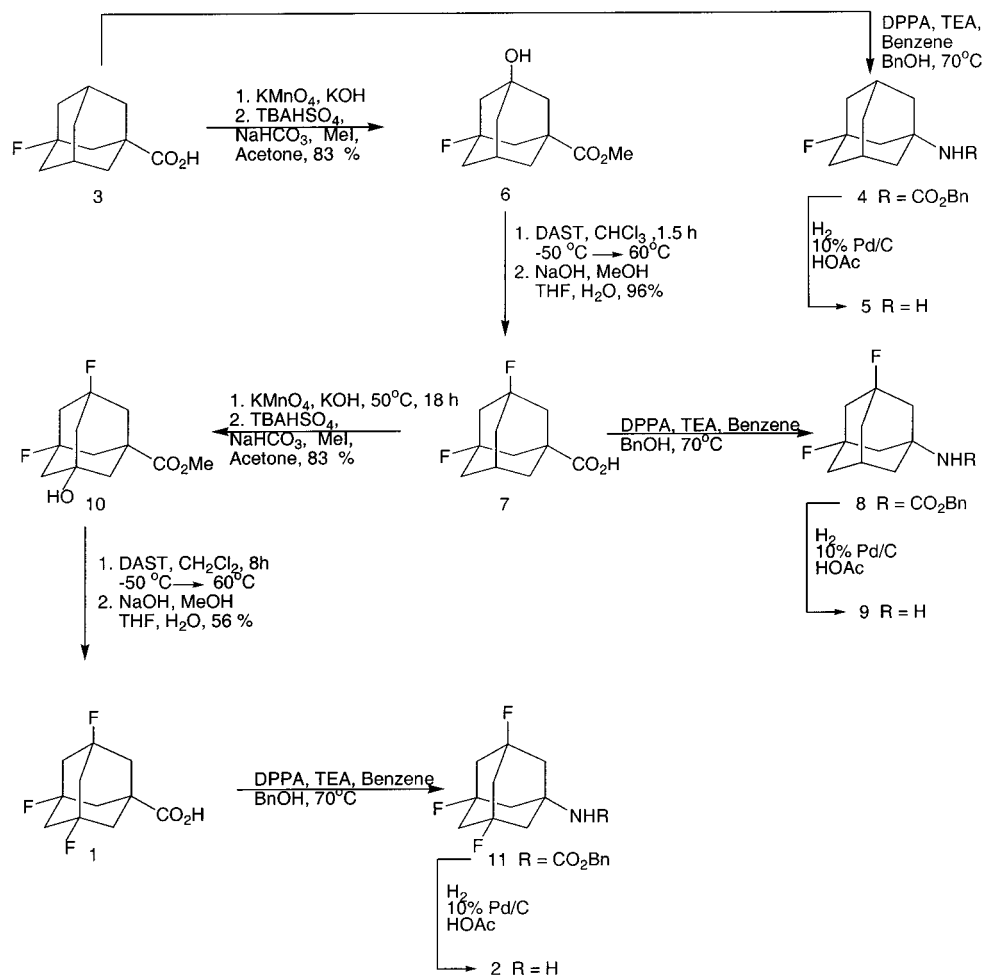 DPPA, TEA,
Benzene
BnOH, 70°C
F
CO₂H
3
1. KMnO₄, KOH
2. TBAHSO₄,
NaHCO₃, MeI,
Acetone, 83 %
OH
F
CO₂Me
6
F
NHR
4 R = CO₂Bn
H₂
10% Pd/C
HOAc
5 R = H
1. DAST, CHCl₃ ,1.5 h
-50 °C → 60°C
2. NaOH, MeOH
THF, H₂O, 96%
F
F
CO₂Me
HO
10
1. KMnO₄, KOH, 50°C, 18 h
2. TBAHSO₄,
NaHCO₃, MeI,
Acetone, 83 %
F
F
CO₂H
7
DPPA, TEA, Benzene
BnOH, 70°C
F
F
NHR
8 R = CO₂Bn
H₂
10% Pd/C
HOAc
9 R = H
1. DAST, CH₂Cl₂, 8h
-50 °C → 60°C
2. NaOH, MeOH
THF, H₂O, 56 %
F
F
F
CO₂H
1
DPPA, TEA, Benzene
BnOH, 70°C
F
F
F
NHR
11 R = CO₂Bn
H₂
10% Pd/C
HOAc
2 R = H